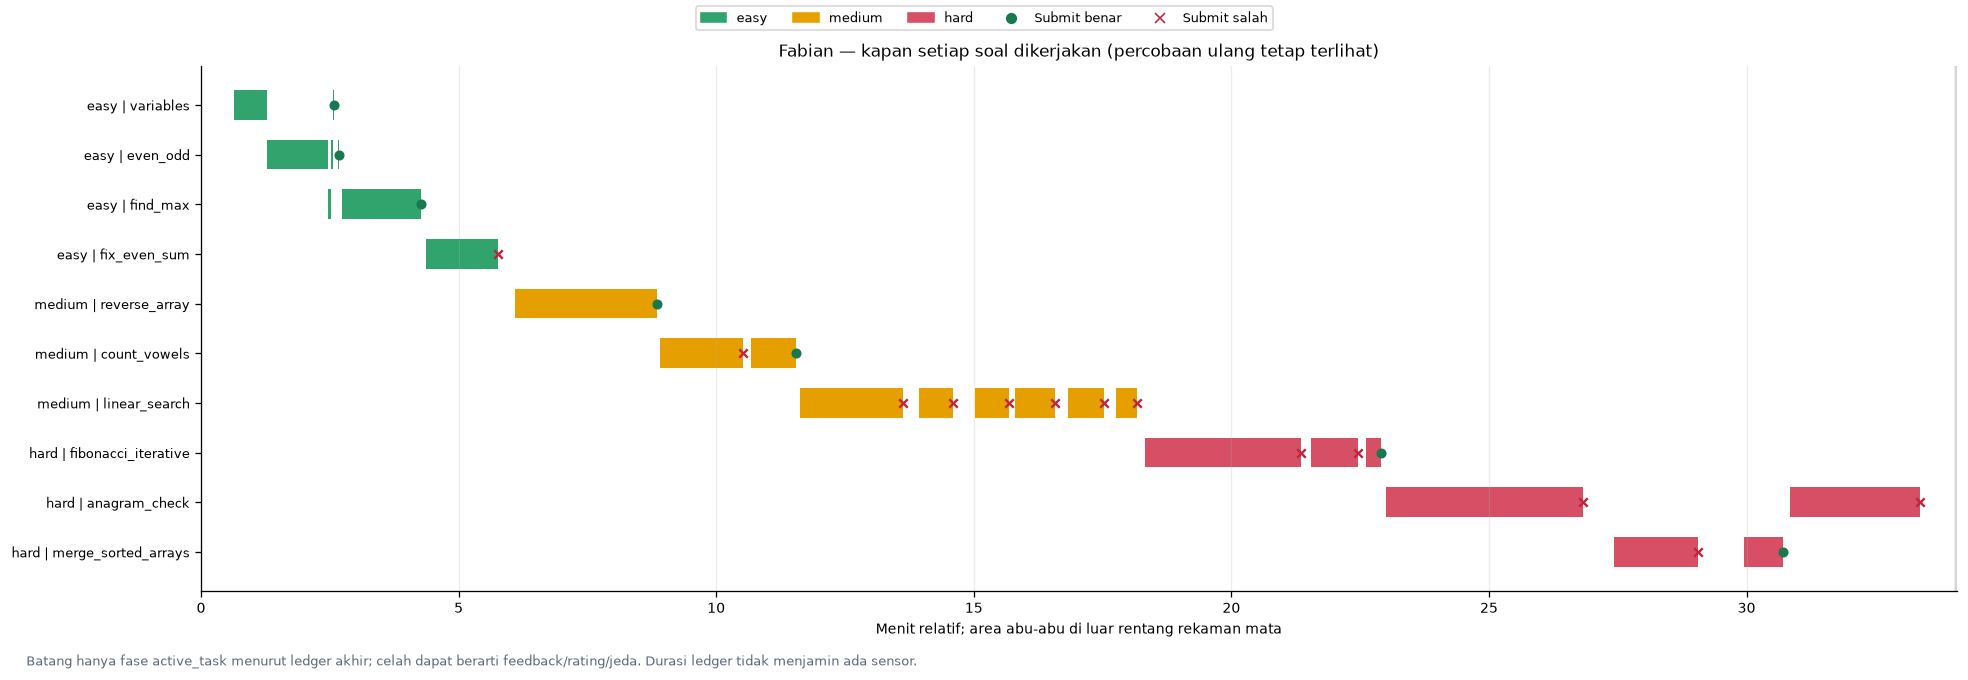 easy medium hard Submit benar Submit salah
Fabian — kapan setiap soal dikerjakan (percobaan ulang tetap terlihat)
easy | variables
easy | even_odd
easy | find_max
easy | fix_even_sum
medium | reverse_array
medium | count_vowels
medium | linear_search
hard | fibonacci_iterative
hard | anagram_check
hard | merge_sorted_arrays
0 5 10 15 20 25 30
Menit relatif; area abu-abu di luar rentang rekaman mata
Batang hanya fase active_task menurut ledger akhir; celah dapat berarti feedback/rating/jeda. Durasi ledger tidak menjamin ada sensor.